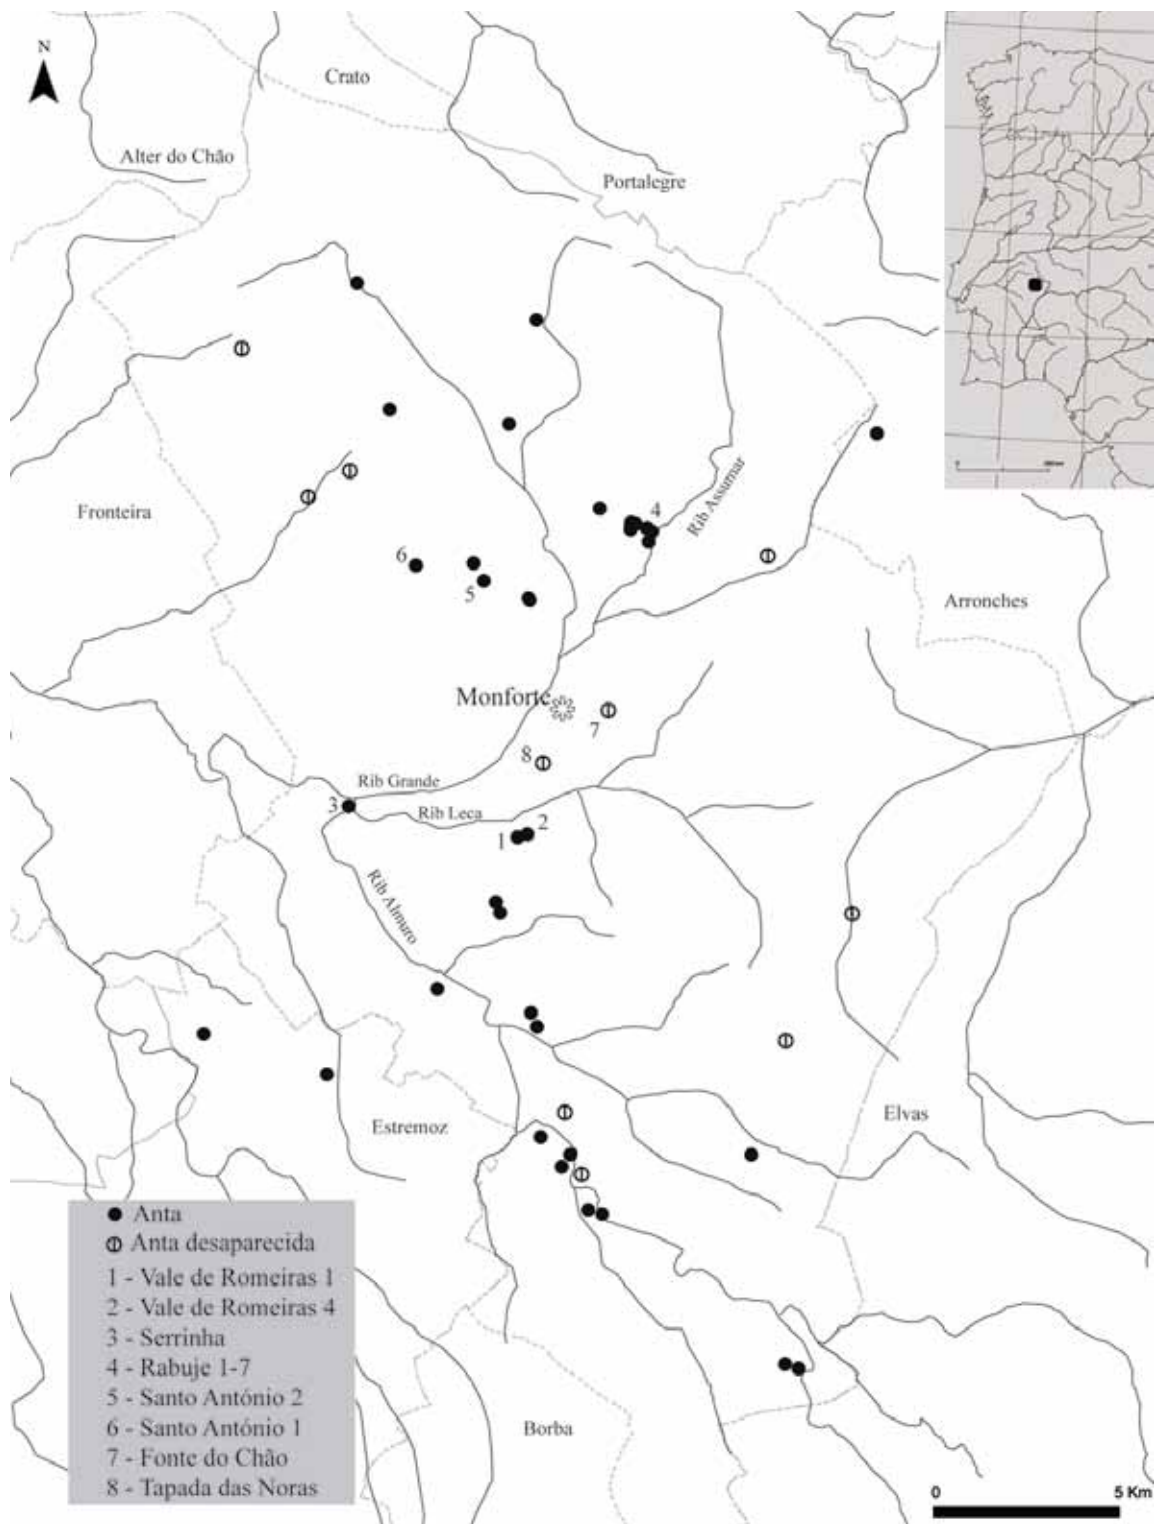 N
Crato
Alter do Chão
Portalegre
0
Rib Assumar
4
Fronteira
6
5
Arronches
Monforte
7
8
Rib Grande
3
Rib Leca
2
1
Rib Almuro
Estremoz
Elvas
Anta
Anta desaparecida
1 - Vale de Romeiras 1
2 - Vale de Romeiras 4
3 - Serrinha
4 - Rabuje 1-7
5 - Santo António 2
6 - Santo António 1
7 - Fonte do Chão
8 - Tapada das Noras
Borba
0 5 Km